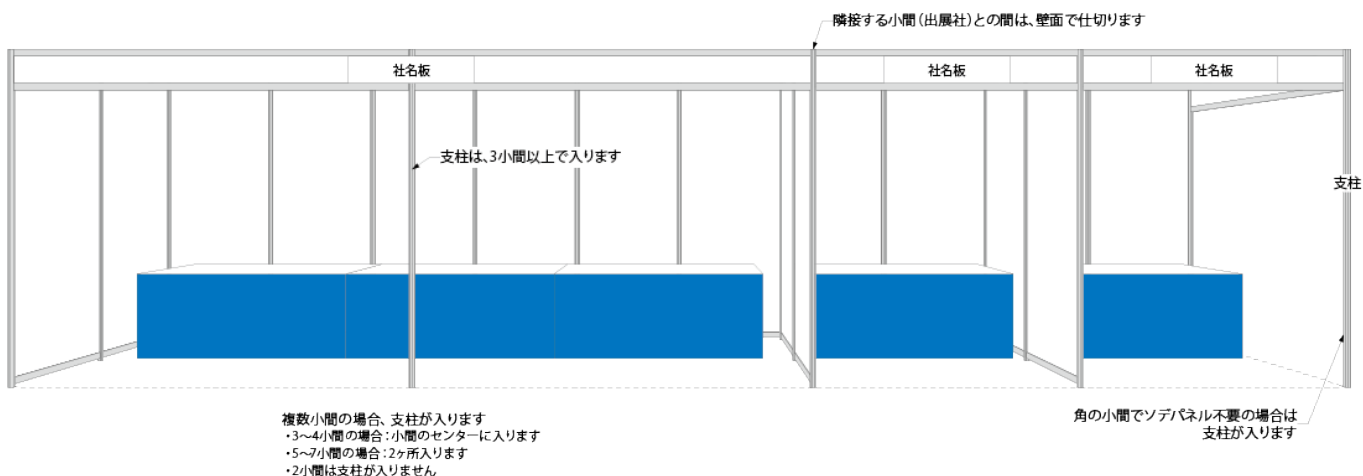 隣接する小間(出展社)との間は、壁面で仕切ります
社名板
社名板
社名板
支柱は、3小間以上で入ります
支柱
複数小間の場合、支柱が入ります
・3〜4小間の場合:小間のセンターに入ります
・5〜7小間の場合:2ヶ所入ります
・2小間は支柱が入りません
角の小間でソデパネル不要の場合は
支柱が入ります